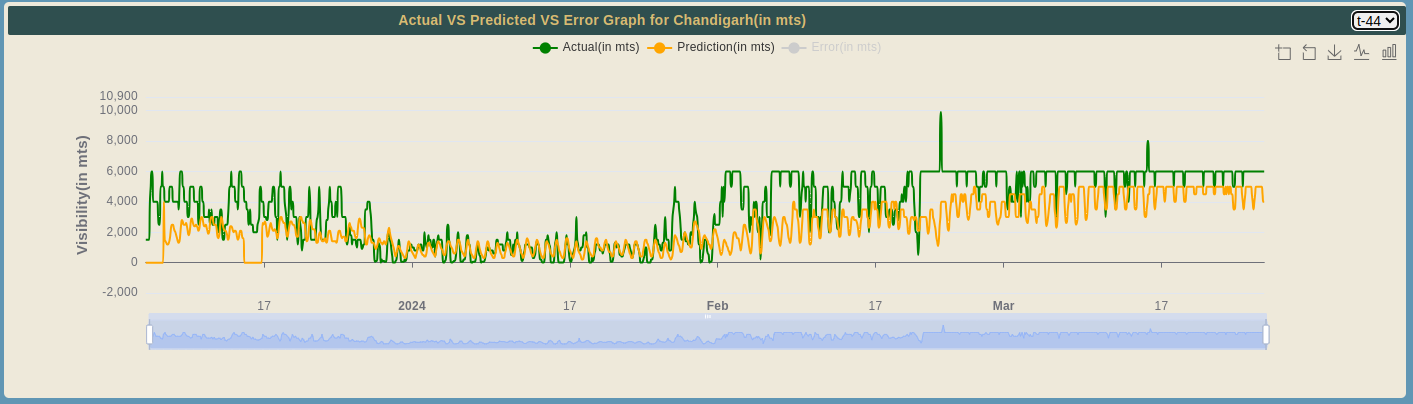 Actual VS Predicted VS Error Graph for Chandigarh(in mts)
t-44
Actual(in mts) Prediction(in mts) Error(in mts)
Visibility(in mts)
10,900
10,000
8,000
6,000
4,000
2,000
0
-2,000
17 2024 17 Feb 17 Mar 17